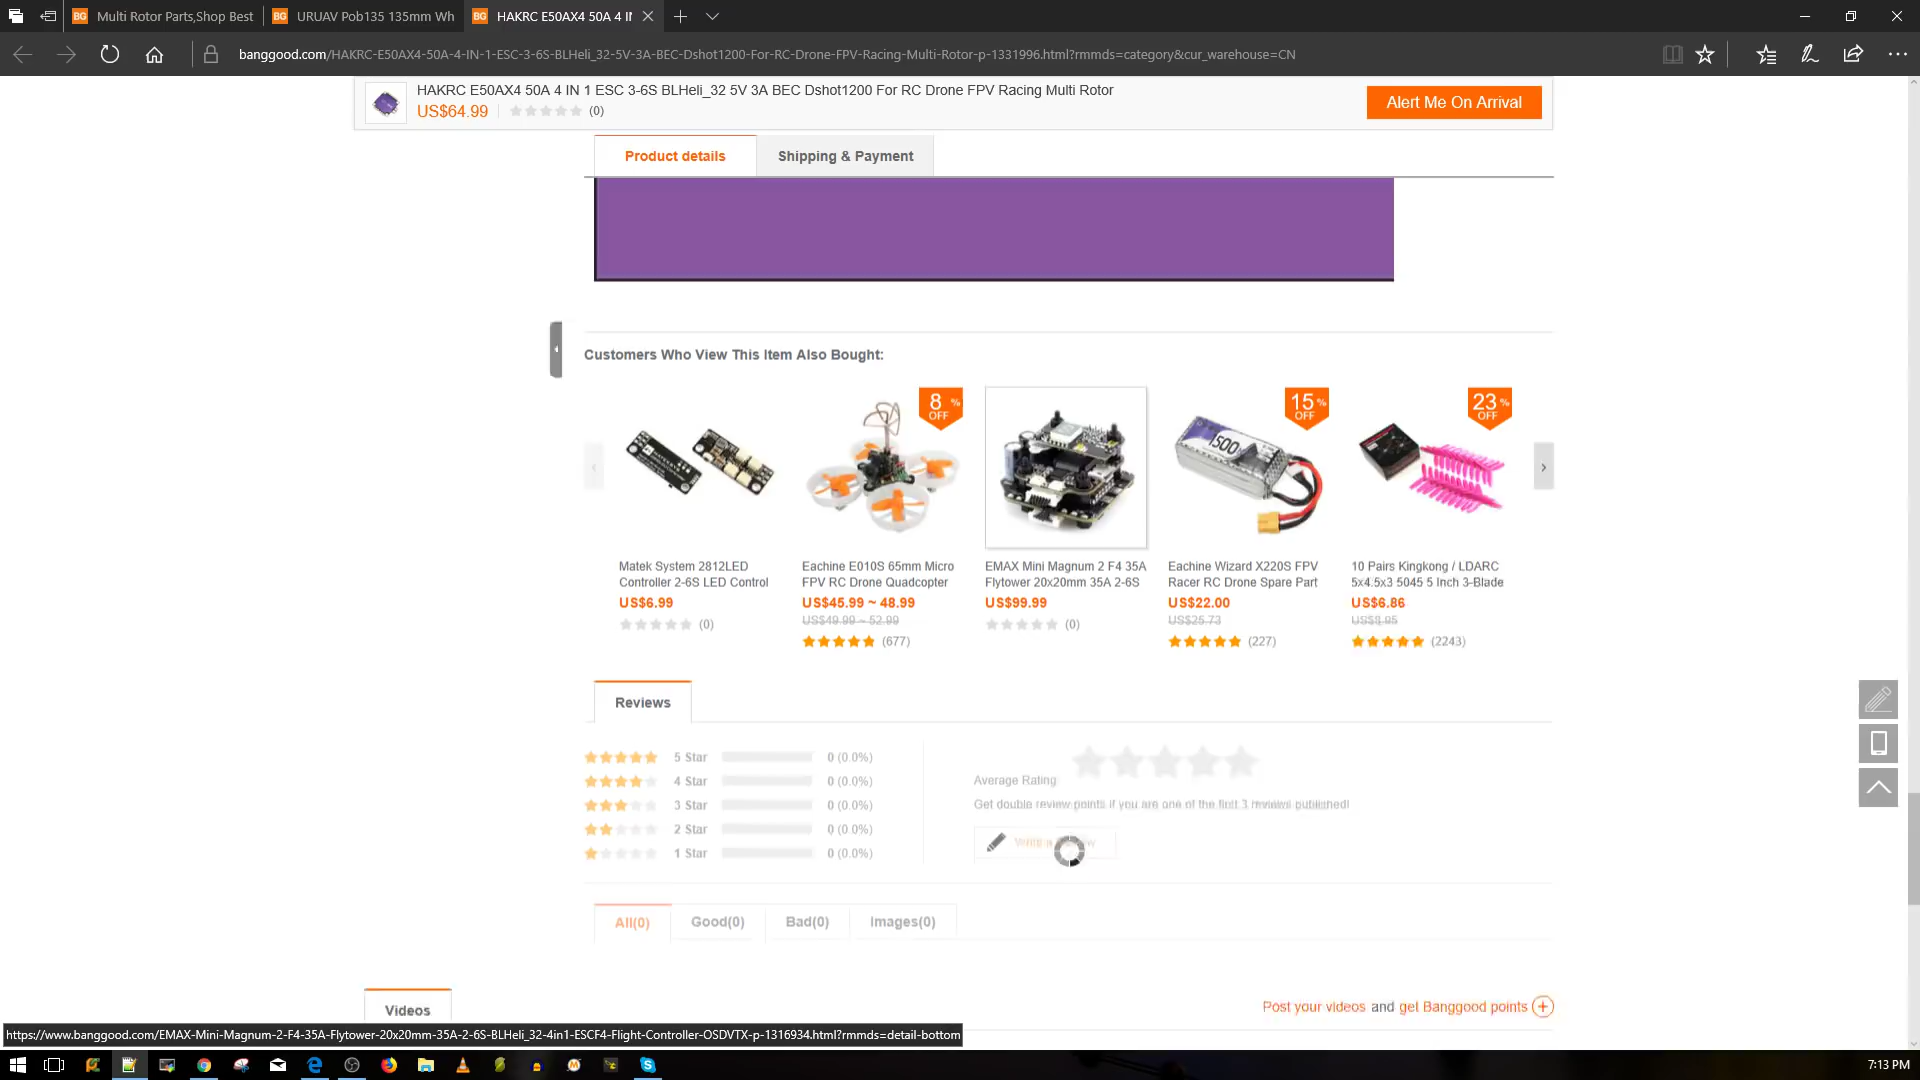 Multi Rotor Parts,Shop Best
URUAV Pob135 135mm Wh
HAKRC E50AX4 50A 4 IN
banggood.com/HAKRC-E50AX4-50A-4-IN-1-ESC-3-6S-BLHeli_32-5V-3A-BEC-Dshot1200-For-RC-Drone-FPV-Racing-Multi-Rotor-p-1331996.html?rmmds=category&cur_warehouse=CN
HAKRC E50AX4 50A 4 IN 1 ESC 3-6S BLHeli_32 5V 3A BEC Dshot1200 For RC Drone FPV Racing Multi Rotor
US$64.99 (0)
Alert Me On Arrival
Product details
Shipping & Payment
Customers Who View This Item Also Bought:
8 %
OFF
15 %
OFF
23 %
OFF
1500
Matek System 2812LED
Controller 2-6S LED Control
US$6.99
(0)
Eachine E010S 65mm Micro
FPV RC Drone Quadcopter
US$45.99 ~ 48.99
US$49.99 ~ 52.99
(677)
EMAX Mini Magnum 2 F4 35A
Flytower 20x20mm 35A 2-6S
US$99.99
(0)
Eachine Wizard X220S FPV
Racer RC Drone Spare Part
US$22.00
US$25.73
(227)
10 Pairs Kingkong / LDARC
5x4.5x3 5045 5 Inch 3-Blade
US$6.86
US$8.95
(2243)
Reviews
5 Star 0 (0.0%)
4 Star 0 (0.0%)
3 Star 0 (0.0%)
2 Star 0 (0.0%)
1 Star 0 (0.0%)
Average Rating:
Get double review points if you are one of the first 3 reviews published!
Write a Review
All(0)
Good(0)
Bad(0)
Images(0)
Videos
Post your videos and get Banggood points
https://www.banggood.com/EMAX-Mini-Magnum-2-F4-35A-Flytower-20x20mm-35A-2-6S-BLHeli_32-4in1-ESCF4-Flight-Controller-OSDVTX-p-1316934.html?rmmds=detail-bottom
7:13 PM